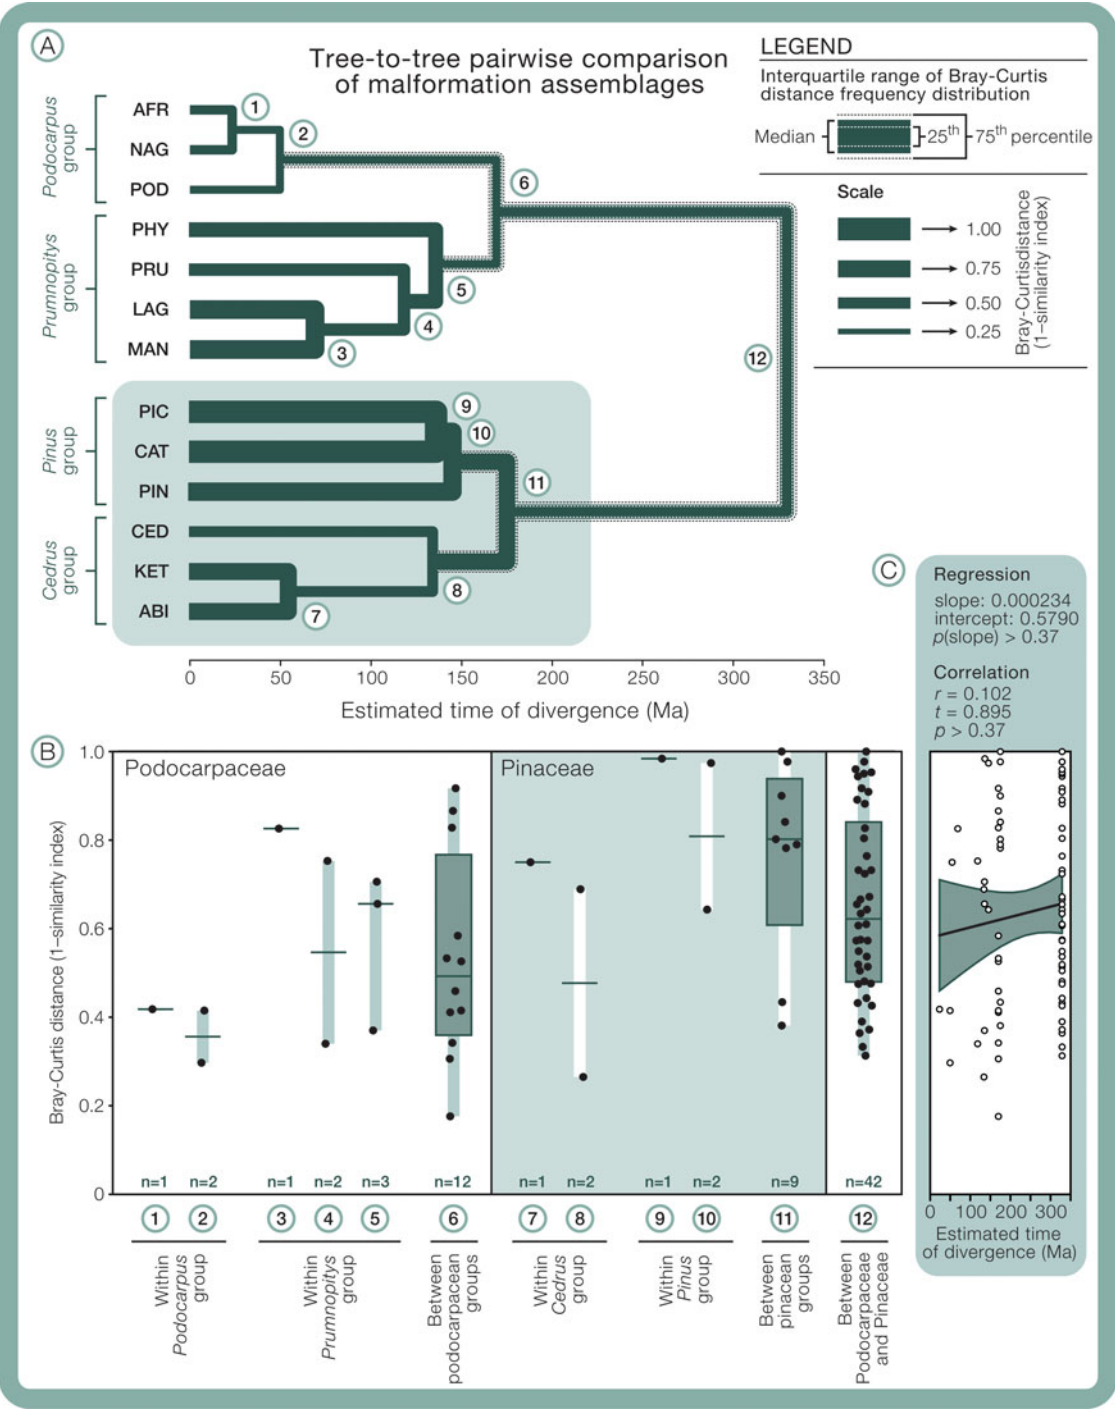 A
Tree-to-tree pairwise comparison
of malformation assemblages
LEGEND
Interquartile range of Bray-Curtis
distance frequency distribution
Median
25th
75th percentile
Scale
1.00
0.75
0.50
0.25
Bray-Curtisdistance
(1–similarity index)
Podocarpus
group
Prumnopitys
group
Pinus
group
Cedrus
group
AFR
NAG
POD
PHY
PRU
LAG
MAN
PIC
CAT
PIN
CED
KET
ABI
1
2
6
5
4
3
12
9
10
11
8
7
0 50 100 150 200 250 300 350
Estimated time of divergence (Ma)
B
Podocarpaceae
Pinaceae
Bray-Curtis distance (1–similarity index)
1.0
0.8
0.6
0.4
0.2
0
n=1 n=2 n=1 n=2 n=3 n=12 n=1 n=2 n=1 n=2 n=9 n=42
1 2 3 4 5 6 7 8 9 10 11 12
Within
Podocarpus
group
Within
Prumnopitys
group
Between
podocarpacean
groups
Within
Cedrus
group
Within
Pinus
group
Between
pinacean
groups
Between
Podocarpaceae
and Pinaceae
C
Regression
slope: 0.000234
intercept: 0.5790
p(slope) > 0.37
Correlation
r = 0.102
t = 0.895
p > 0.37
0 100 200 300
Estimated time
of divergence (Ma)